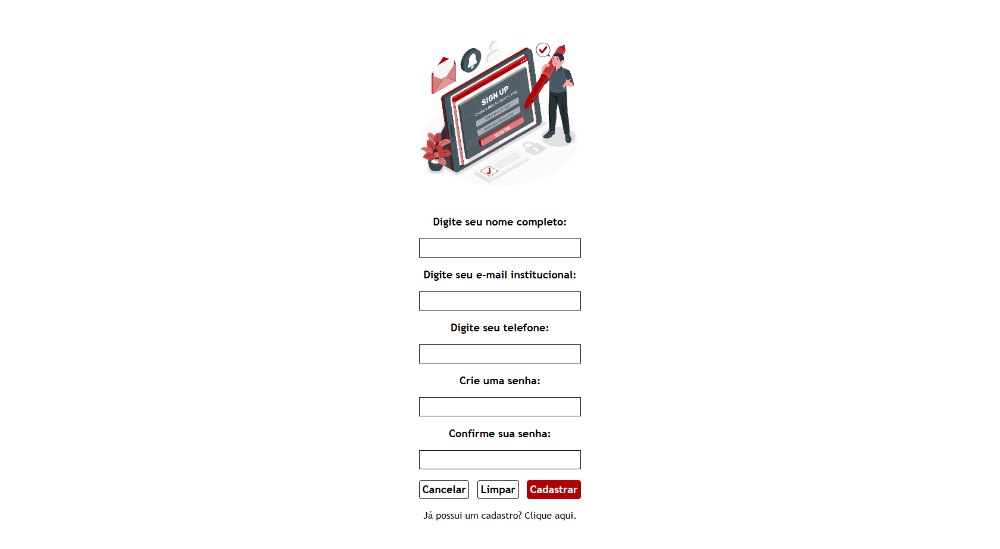 SIGN UP
Create a New Account is Free
Enter your E-mail
Enter your Password
REGISTER
Digite seu nome completo:
Digite seu e-mail institucional:
Digite seu telefone:
Crie uma senha:
Confirme sua senha:
Cancelar Limpar Cadastrar
Já possui um cadastro? Clique aqui.